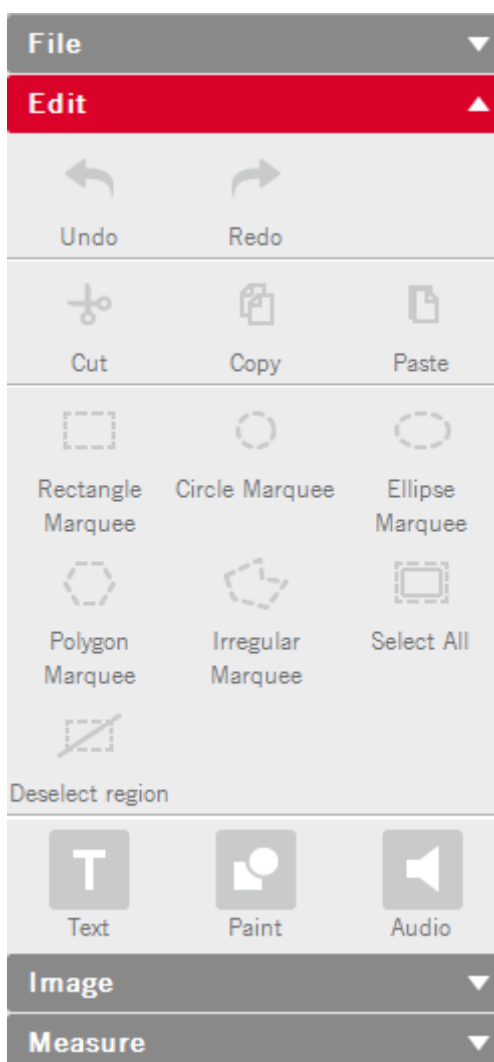 File
Edit
Undo Redo
Cut Copy Paste
Rectangle Circle Marquee Ellipse
Marquee Marquee
Polygon Irregular Select All
Marquee Marquee
Deselect region
T
Text Paint Audio
Image
Measure